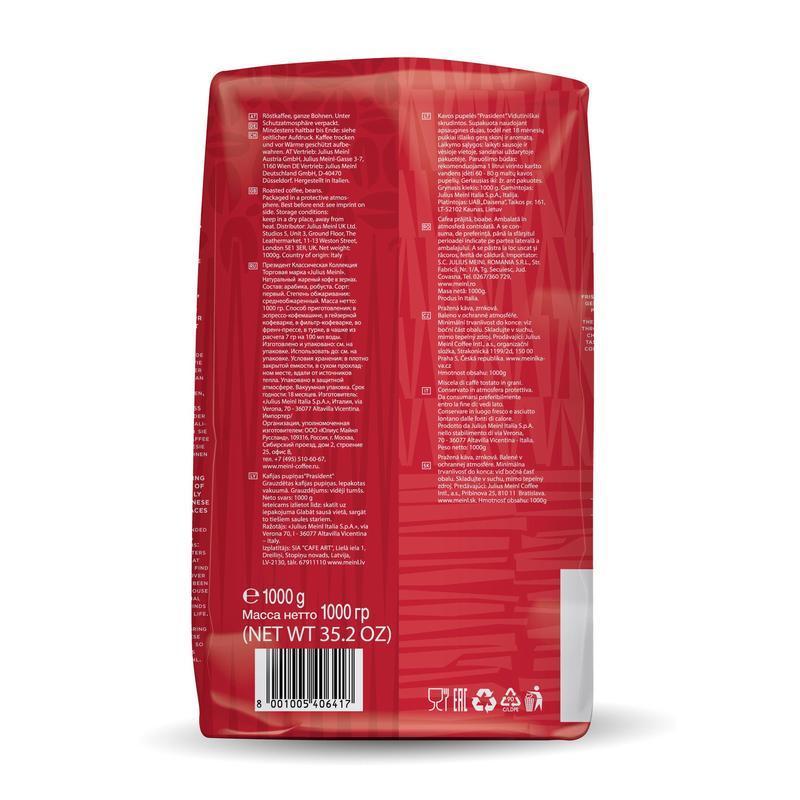 AT Röstkaffee, ganze Bohnen. Unter
DE Schutzatmosphäre verpackt.
Mindestens haltbar bis Ende: siehe
CH seitlicher Aufdruck. Kaffee trocken
und vor Wärme geschützt aufbe-
wahren. AT Vertrieb: Julius Meinl
Austria GmbH, Julius-Meinl-Gasse 3-7,
1160 Wien DE Vertrieb: Julius Meinl
Deutschland GmbH, D-40470
Düsseldorf. Hergestellt in Italien.
GB Roasted coffee, beans.
Packaged in a protective atmos-
phere. Best before end: see imprint on
side. Storage conditions:
keep in a dry place, away from
heat. Distributor: Julius Meinl UK Ltd.
Studios 5, Unit 3, Ground Floor, The
Leathermarket, 11-13 Weston Street,
London SE1 3ER, UK. Net weight:
1000g. Country of origin: Italy
RU Президент Классическая Коллекция
Торговая марка «Julius Meinl».
Натуральный жареный кофе в зернах.
Состав: арабика, робуста. Сорт:
первый. Степень обжаривания:
среднеобжаренный. Масса нетто:
1000 гр. Способ приготовления: в
эспрессо-кофемашине, в гейзерной
кофеварке, в фильтр-кофеварке, во
френч-прессе, в турке, в чашке из
расчета 7 гр на 100 мл воды.
Изготовлено и упаковано: см. на
упаковке. Использовать до: см. на
упаковке. Условия хранения: в плотно
закрытой емкости, в сухом прохлад-
ном месте, вдали от источников
тепла. Упаковано в защитной
атмосфере. Вакуумная упаковка. Срок
годности: 18 месяцев. Изготовитель:
«Julius Meinl Italia S.p.A.», Италия, via
Verona, 70 - 36077 Altavilla Vicentina.
Импортер/
Организация, уполномоченная
изготовителем: ООО «Юлиус Майнл
Руссланд», 109316, Россия, г. Москва,
Сибирский проезд, дом 2, строение
25, офис 8,
тел. +7 (495) 510-60-67,
www.meinl-coffee.ru.
LV Kafijas pupiņas"Prasident"
Grauzdētas kafijas pupiņas. Iepakotas
vakuumā. Grauzdējums: vidēji tumšs.
Neto svars: 1000 g
Ieteicams izlietot līdz: skatīt uz
iepakojuma Glabāt sausā vietā, sargāt
to tiešiem saules stariem.
Ražotājs: «Julius Meinl Italia S.p.A.», via
Verona 70, I - 36077 Altavilla Vicentina
– Italy.
Izplatītājs: SIA "CAFE ART", Lielā iela 1,
Dreiliņi, Stopiņu novads, Latvija,
LV-2130, tālr. 67911110 www.meinl.lv
℮ 1000 g
Масса нетто 1000 гр
(NET WT 35.2 OZ)
8 001005 406417
LT Kavos pupelės"Prasident"Vidutiniškai
skrudintos. Supakuota naudojant
apsaugines dujas, todėl net 18 mėnesių
puikiai išlaiko gerą skonį ir aromatą.
Laikymo sąlygos: laikyti sausoje ir
vėsioje vietoje, sandariai uždarytoje
pakuotėje. Paruošimo būdas:
rekomenduojama 1 litrui virinto karšto
vandens įdėti 60 - 80 g maltų kavos
pupelių. Geriausias iki: žr. ant pakuotės.
Grynasis kiekis: 1000 g. Gamintojas:
Julius Meinl Italia S.p.A., Italija.
Platintojas: UAB„Daisena", Taikos pr. 161,
LT-52102 Kaunas, Lietuv
RO Cafea prăjită, boabe. Ambalată în
atmosferă controlată. A se con-
suma, de preferință, până la sfârșitul
perioadei indicate pe partea laterală a
ambalajului. A se păstra la loc uscat și
răcoros, ferită de căldură. Importator:
S.C. JULIUS MEINL ROMANIA S.R.L., Str.
Fabricii, Nr. 1/A, Tg. Secuiesc, Jud.
Covasna, Tel. 0267/360 729,
www.meinl.ro
Masa netă: 1000g.
Produs în Italia.
Pražená káva, zrnková.
CZ Baleno v ochranné atmosféře.
Minimální trvanlivost do konce: viz
boční část obalu. Skladujte v suchu,
mimo tepelný zdroj. Prodávající: Julius
Meinl Coffee Intl., a.s., organizační
složka, Strakonická 1199/2d, 150 00
Praha 5, Česká republika. www.meinlka-
va.cz
Hmotnost obsahu: 1000g
Miscela di caffè tostato in grani.
IT Conservato in atmosfera protettiva.
Da consumarsi preferibilmente
entro la fine di: vedi lato.
Conservare in luogo fresco e asciutto
lontano dalle fonti di calore.
Prodotto da Julius Meinl Italia S.p.A.
nello stabilimento di via Verona,
70 - 36077 Altavilla Vicentina - Italia.
Peso netto: 1000g
Pražená káva, zrnková. Balené v
SK ochrannej atmosfére. Minimálna
trvanlivosť do konca: viď bočná časť
obalu. Skladujte v suchu, mimo tepelný
zdroj. Predávajúci: Julius Meinl Coffee
Intl., a.s., Pribinova 25, 810 11 Bratislava.
www.meinl.sk. Hmotnosť obsahu: 1000g
EAC
90
C/LDPE